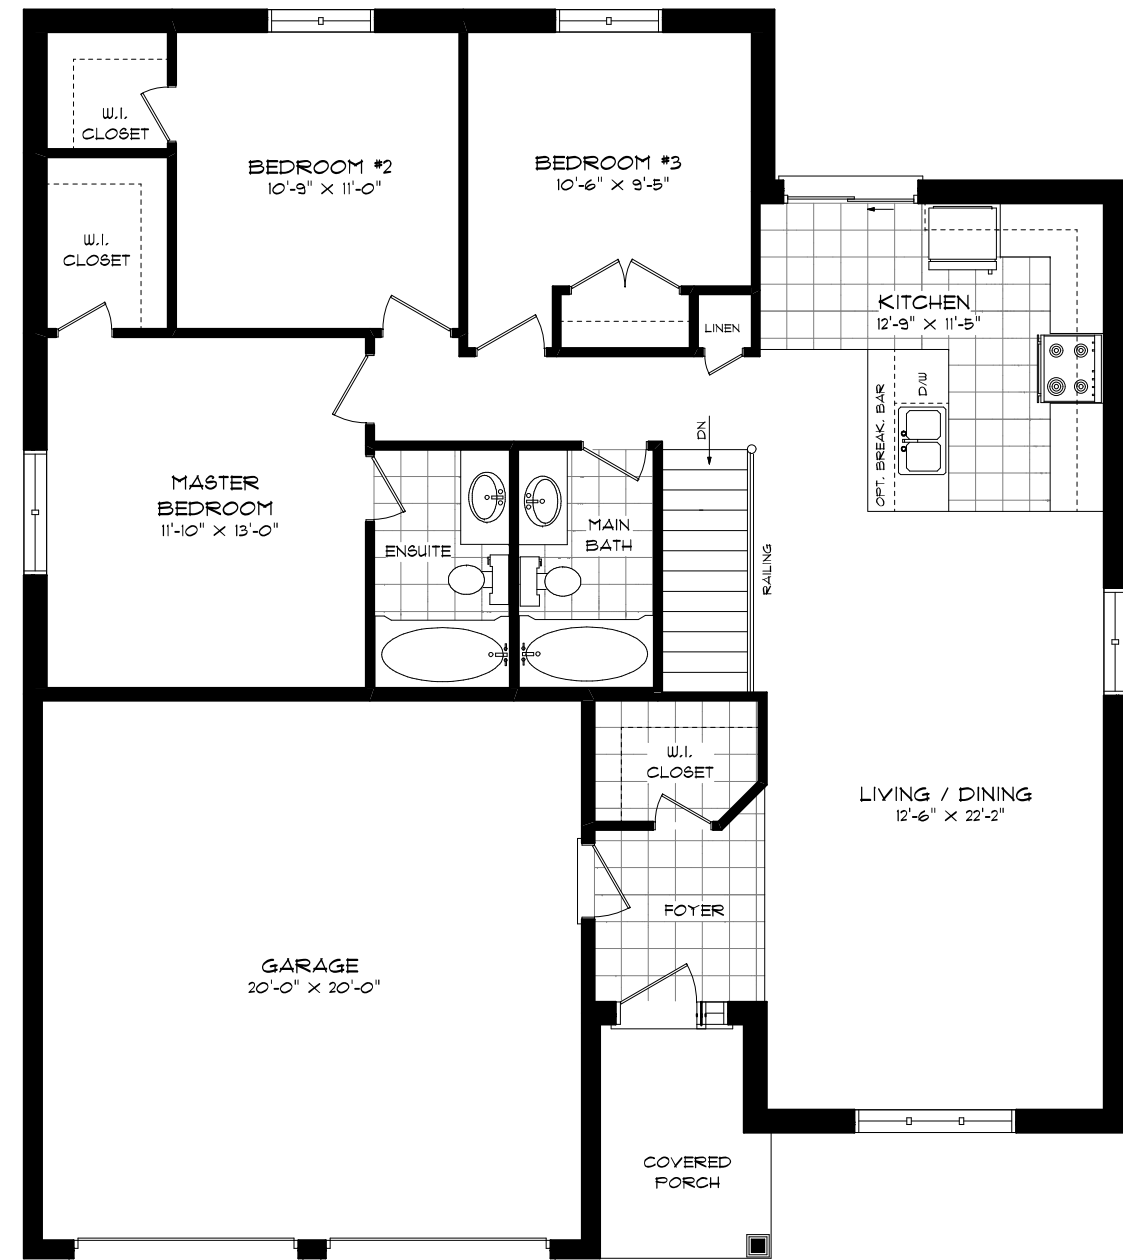 W.I.
CLOSET
BEDROOM #2
10'-9" X 11'-0"
BEDROOM #3
10'-6" X 9'-5"
W.I.
CLOSET
KITCHEN
12'-9" X 11'-5"
LINEN
D/W
OPT. BREAK. BAR
DN
MASTER
BEDROOM
11'-10" X 13'-0"
ENSUITE
MAIN
BATH
RAILING
W.I.
CLOSET
LIVING / DINING
12'-6" X 22'-2"
FOYER
GARAGE
20'-0" X 20'-0"
COVERED
PORCH